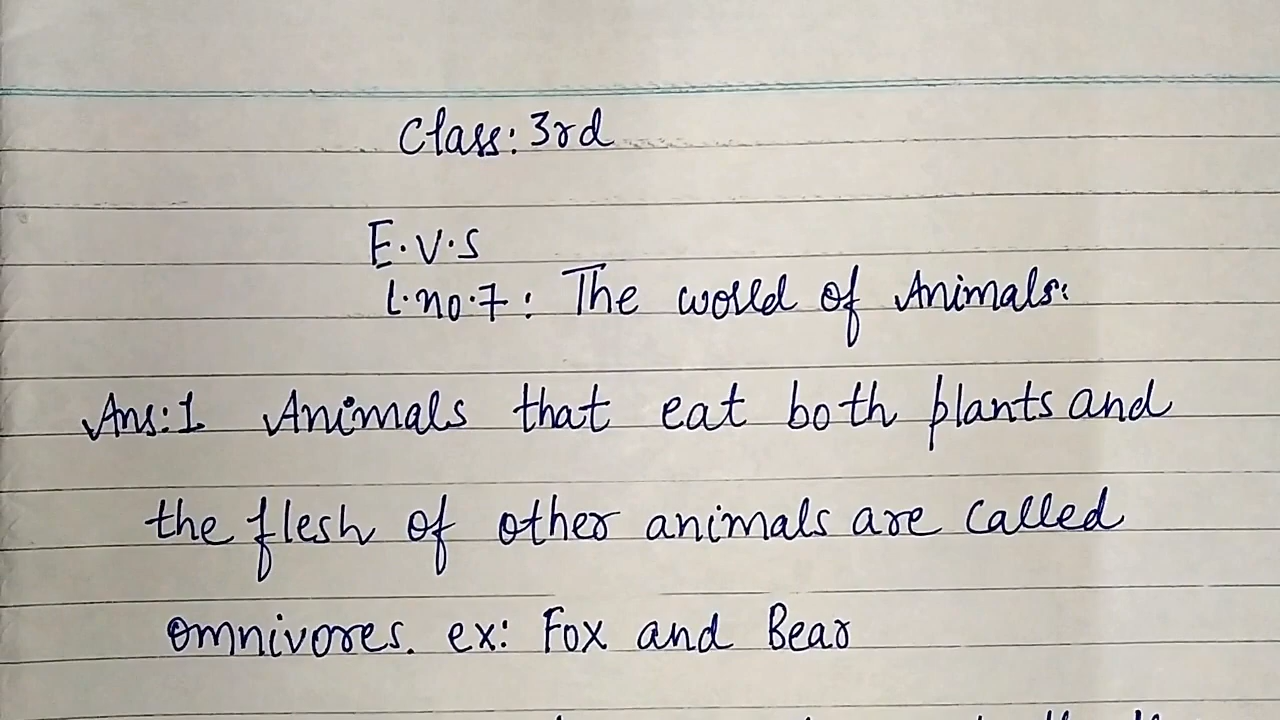 Class: 3rd
E.V.S
L.no.7: The world of Animals:
Ans:1 Animals that eat both plants and
the flesh of other animals are called
omnivores. ex: Fox and Bear